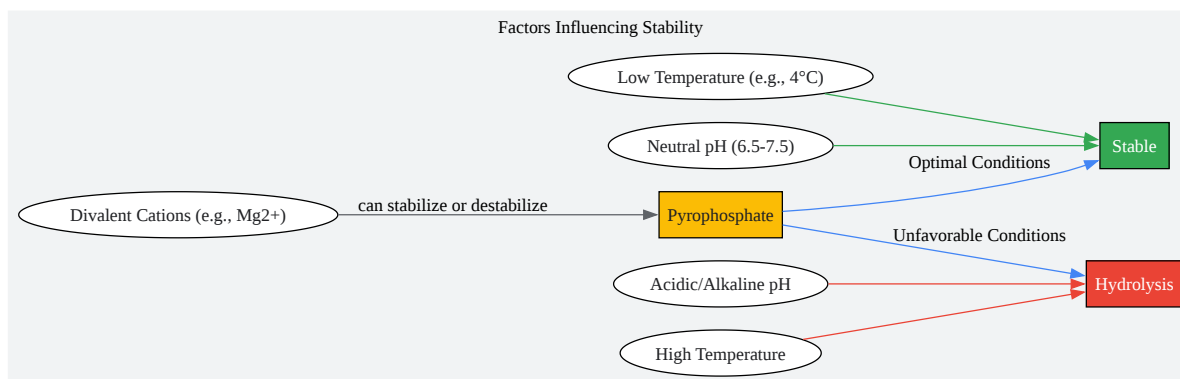 Factors Influencing Stability
Low Temperature (e.g., 4°C)
Neutral pH (6.5-7.5)
Stable
Optimal Conditions
Divalent Cations (e.g., Mg2+)
can stabilize or destabilize
Pyrophosphate
Unfavorable Conditions
Acidic/Alkaline pH
Hydrolysis
High Temperature